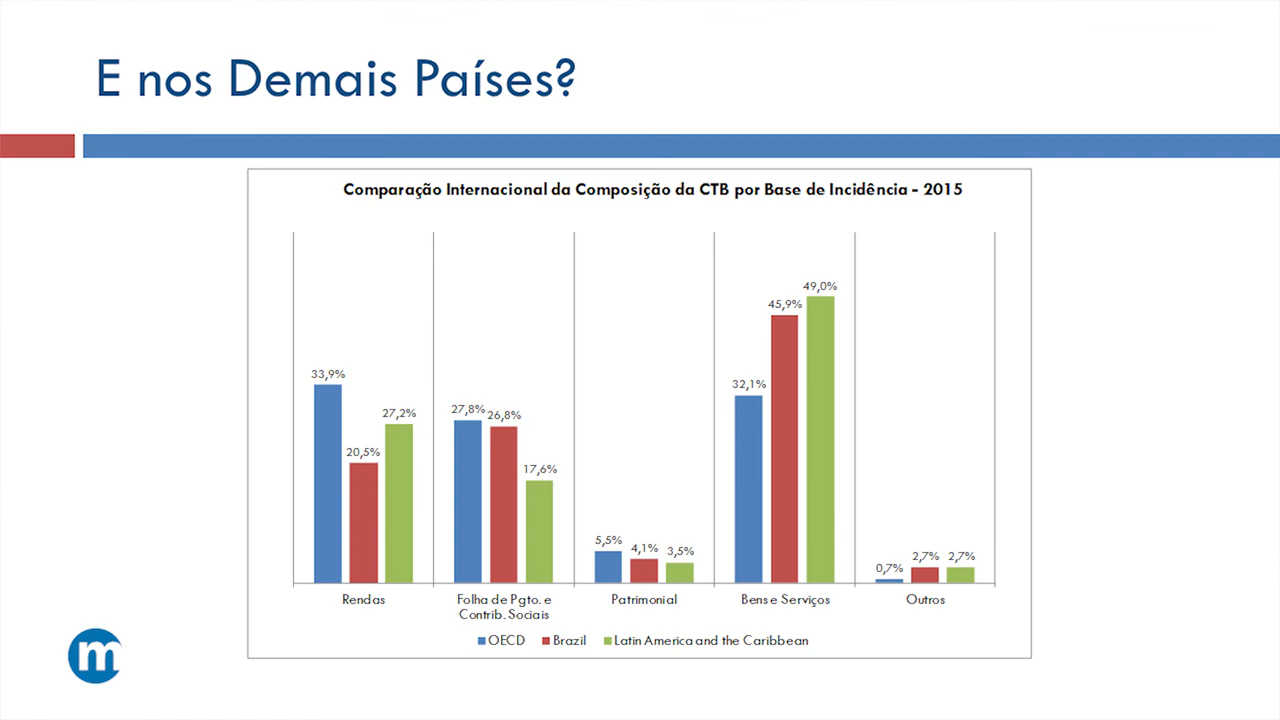 E nos Demais Países?
Comparação Internacional da Composição da CTB por Base de Incidência - 2015
33,9%
20,5%
27,2%
27,8%
26,8%
17,6%
5,5%
4,1%
3,5%
32,1%
45,9%
49,0%
0,7%
2,7%
2,7%
Rendas
Folha de Pgto. e
Contrib. Sociais
Patrimonial
Bens e Serviços
Outros
OECD Brazil Latin America and the Caribbean
m